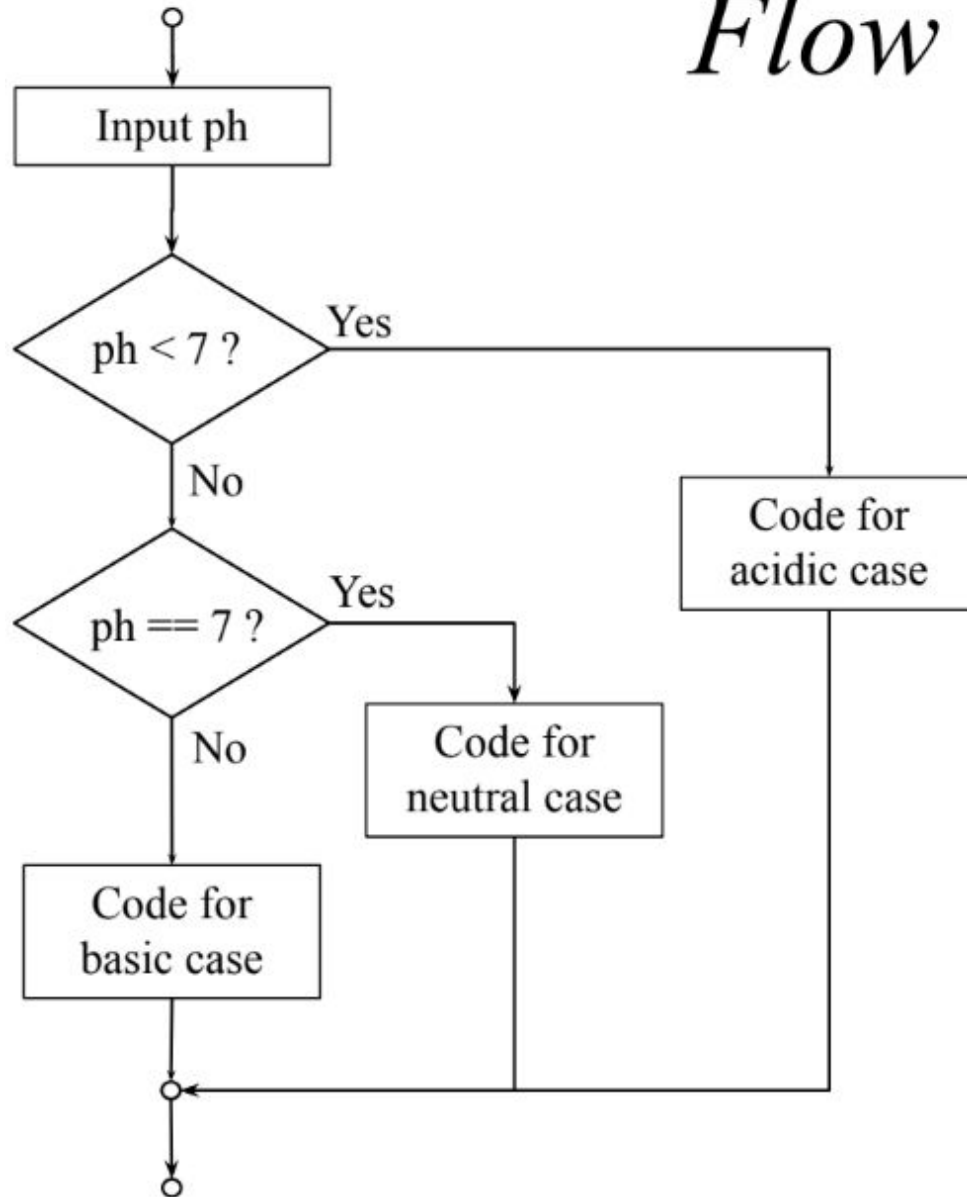 Flow
Input ph
ph < 7 ?
Yes
No
Code for
acidic case
ph == 7 ?
Yes
No
Code for
neutral case
Code for
basic case